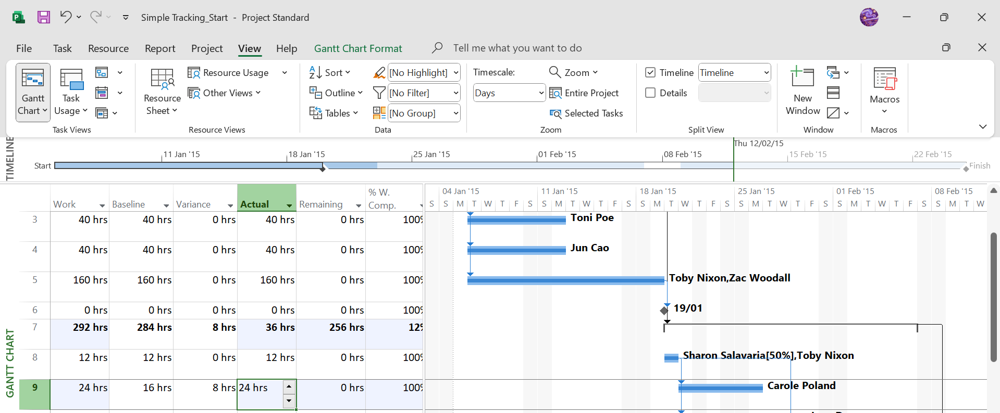 Simple Tracking_Start - Project Standard
File Task Resource Report Project View Help Gantt Chart Format Tell me what you want to do
Gantt Chart
Task Usage
Task Views
Resource Sheet
Resource Usage
Other Views
Resource Views
Sort
Outline
Tables
[No Highlight]
[No Filter]
[No Group]
Data
Timescale:
Days
Zoom
Entire Project
Selected Tasks
Zoom
Timeline Timeline
Details
Split View
New Window
Window
Macros
Macros
TIMELINE
Thu 12/02/15
11 Jan '15 18 Jan '15 25 Jan '15 01 Feb '15 08 Feb '15 15 Feb '15 22 Feb '15
Start Finish
GANTT CHART
Work Baseline Variance Actual Remaining % W. Comp.
04 Jan '15 11 Jan '15 18 Jan '15 25 Jan '15 01 Feb '15 08 Feb '15
S S M T W T F S S M T W T F S S M T W T F S S M T W T F S S M T W T F S S M T W
3 40 hrs 40 hrs 0 hrs 40 hrs 0 hrs 100% Toni Poe
4 40 hrs 40 hrs 0 hrs 40 hrs 0 hrs 100% Jun Cao
5 160 hrs 160 hrs 0 hrs 160 hrs 0 hrs 100% Toby Nixon,Zac Woodall
6 0 hrs 0 hrs 0 hrs 0 hrs 0 hrs 100% 19/01
7 292 hrs 284 hrs 8 hrs 36 hrs 256 hrs 12%
8 12 hrs 12 hrs 0 hrs 12 hrs 0 hrs 100% Sharon Salavaria[50%],Toby Nixon
9 24 hrs 16 hrs 8 hrs 24 hrs 0 hrs 100% Carole Poland